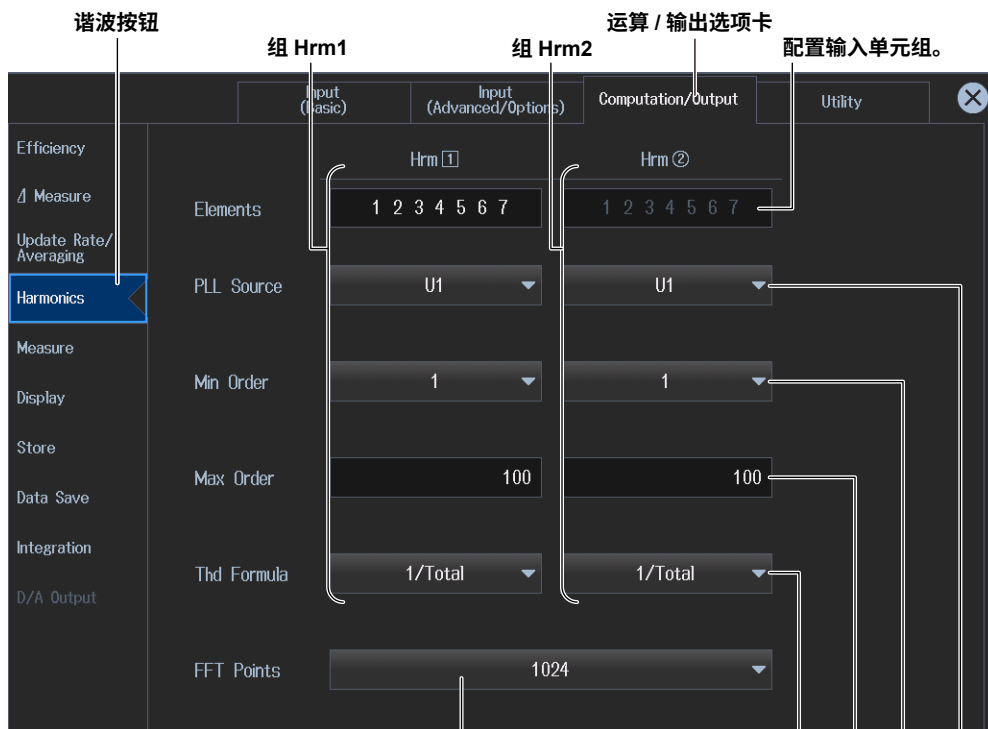 谐波按钮
组 Hrm1
组 Hrm2
运算 / 输出选项卡
配置输入单元组。
Input
(Basic)
Input
(Advanced/Options)
Computation/Output
Utility
Efficiency
Δ Measure
Update Rate/
Averaging
Harmonics
Measure
Display
Store
Data Save
Integration
D/A Output
Hrm 1
Hrm ②
Elements
1 2 3 4 5 6 7
1 2 3 4 5 6 7
PLL Source
U1
U1
Min Order
1
1
Max Order
100
100
Thd Formula
1/Total
1/Total
FFT Points
1024